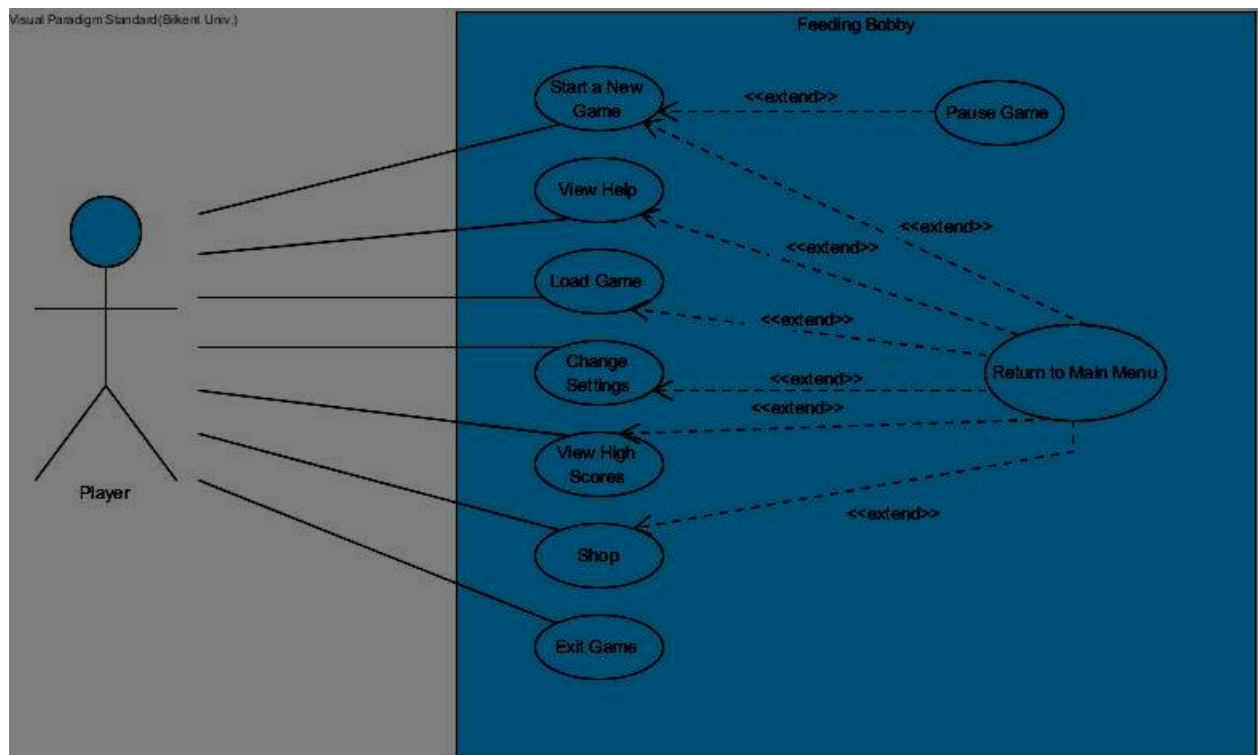 Visual Paradigm Standard(Bilkent Univ.)
Feeding Bobby
Start a New
Game
<<extend>>
Pause Game
View Help
<<extend>>
<<extend>>
Load Game
<<extend>>
Change
Settings
<<extend>>
Return to Main Menu
<<extend>>
View High
Scores
Player
<<extend>>
Shop
Exit Game